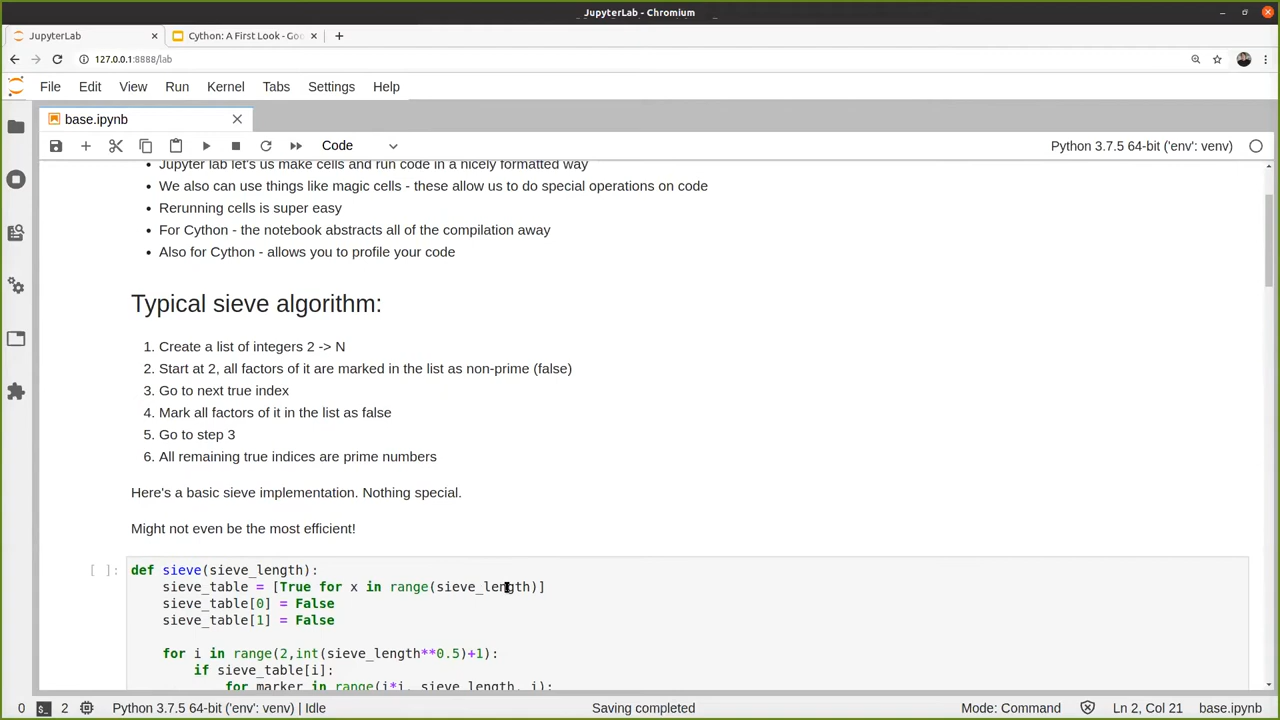 JupyterLab - Chromium
JupyterLab
Cython: A First Look - Goo
127.0.0.1:8888/lab
File Edit View Run Kernel Tabs Settings Help
base.ipynb
Code
Python 3.7.5 64-bit ('env': venv)
• Jupyter lab let's us make cells and run code in a nicely formatted way
• We also can use things like magic cells - these allow us to do special operations on code
• Rerunning cells is super easy
• For Cython - the notebook abstracts all of the compilation away
• Also for Cython - allows you to profile your code
Typical sieve algorithm:
1. Create a list of integers 2 -> N
2. Start at 2, all factors of it are marked in the list as non-prime (false)
3. Go to next true index
4. Mark all factors of it in the list as false
5. Go to step 3
6. All remaining true indices are prime numbers
Here's a basic sieve implementation. Nothing special.
Might not even be the most efficient!
[ ]: def sieve(sieve_length):
sieve_table = [True for x in range(sieve_length)]
sieve_table[0] = False
sieve_table[1] = False
for i in range(2,int(sieve_length**0.5)+1):
if sieve_table[i]:
for marker in range(i*i, sieve_length, i):
0 2 Python 3.7.5 64-bit ('env': venv) | Idle Saving completed Mode: Command Ln 2, Col 21 base.ipynb